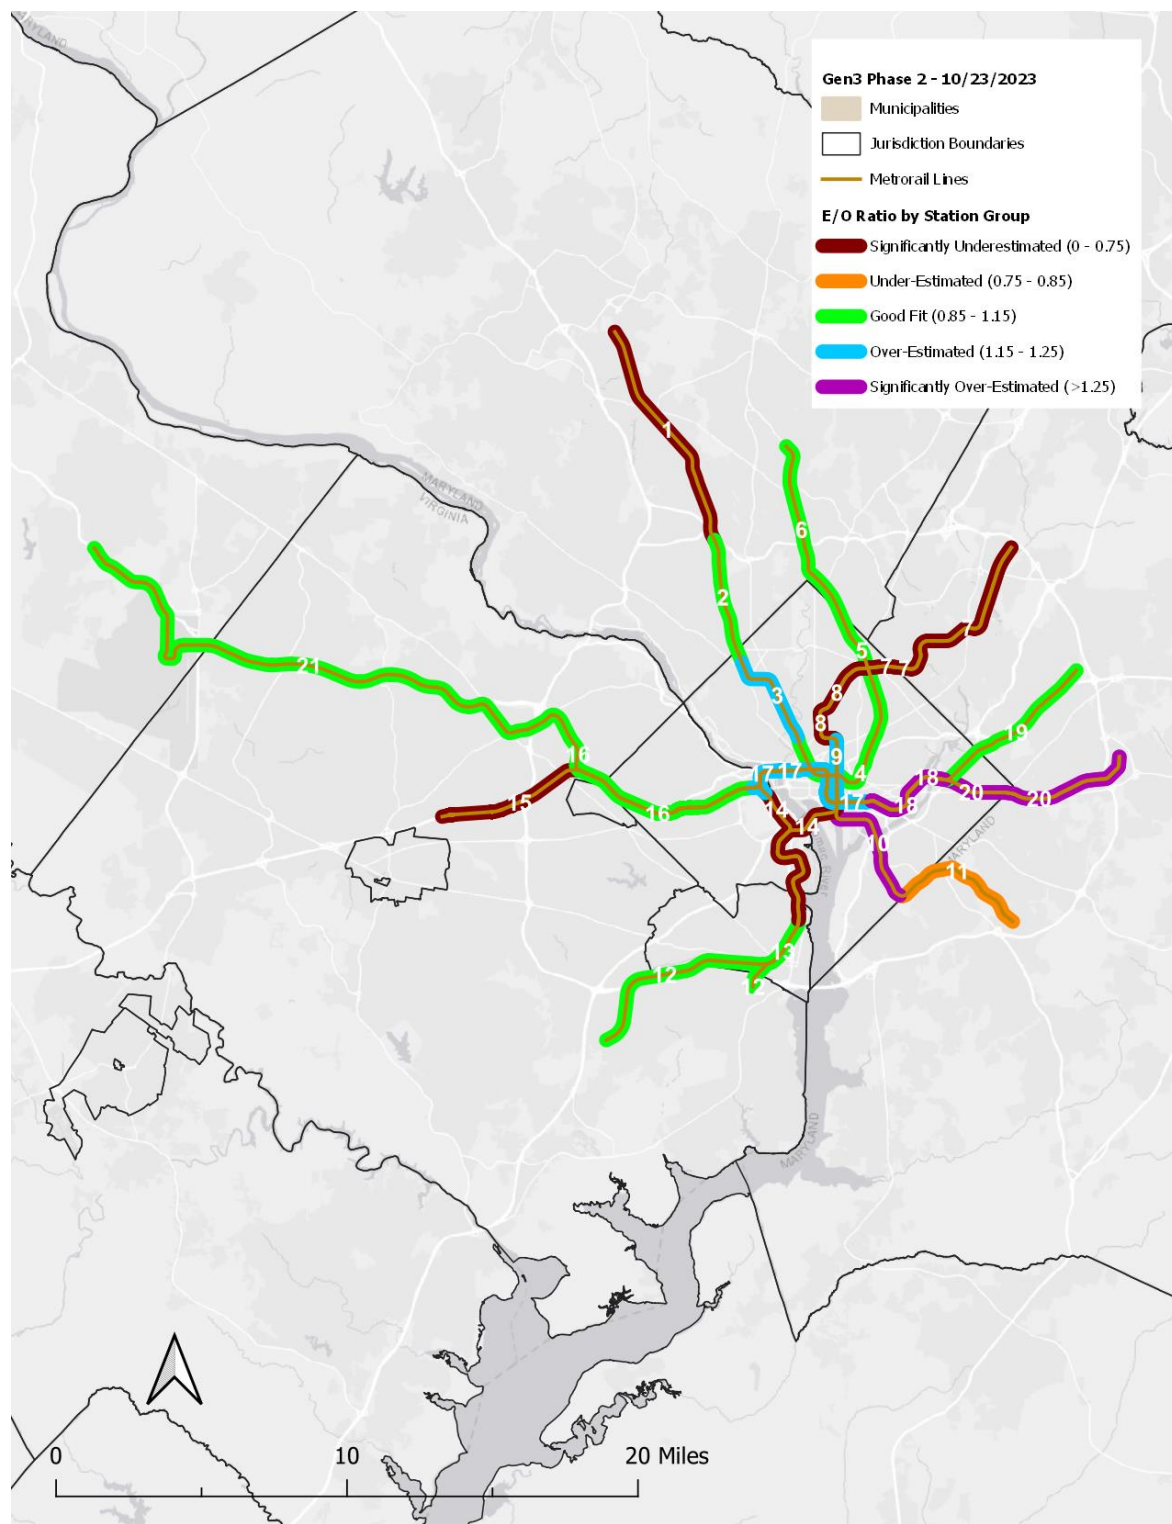 MARYLAND
Gen3 Phase 2 - 10/23/2023
Municipalities
Jurisdiction Boundaries
Metrorail Lines
E/O Ratio by Station Group
Significantly Underestimated (0 - 0.75)
Under-Estimated (0.75 - 0.85)
Good Fit (0.85 - 1.15)
Over-Estimated (1.15 - 1.25)
Significantly Over-Estimated (>1.25)
1
MARYLAND
VIRGINIA
6
2
7
5
7 7
21
3
8
8
19
16
9
17 17
4
18
20 20
15
16
14
17
18
14
10
MARYLAND
River
11
13
12
12
MARYLAND
0 10 20 Miles